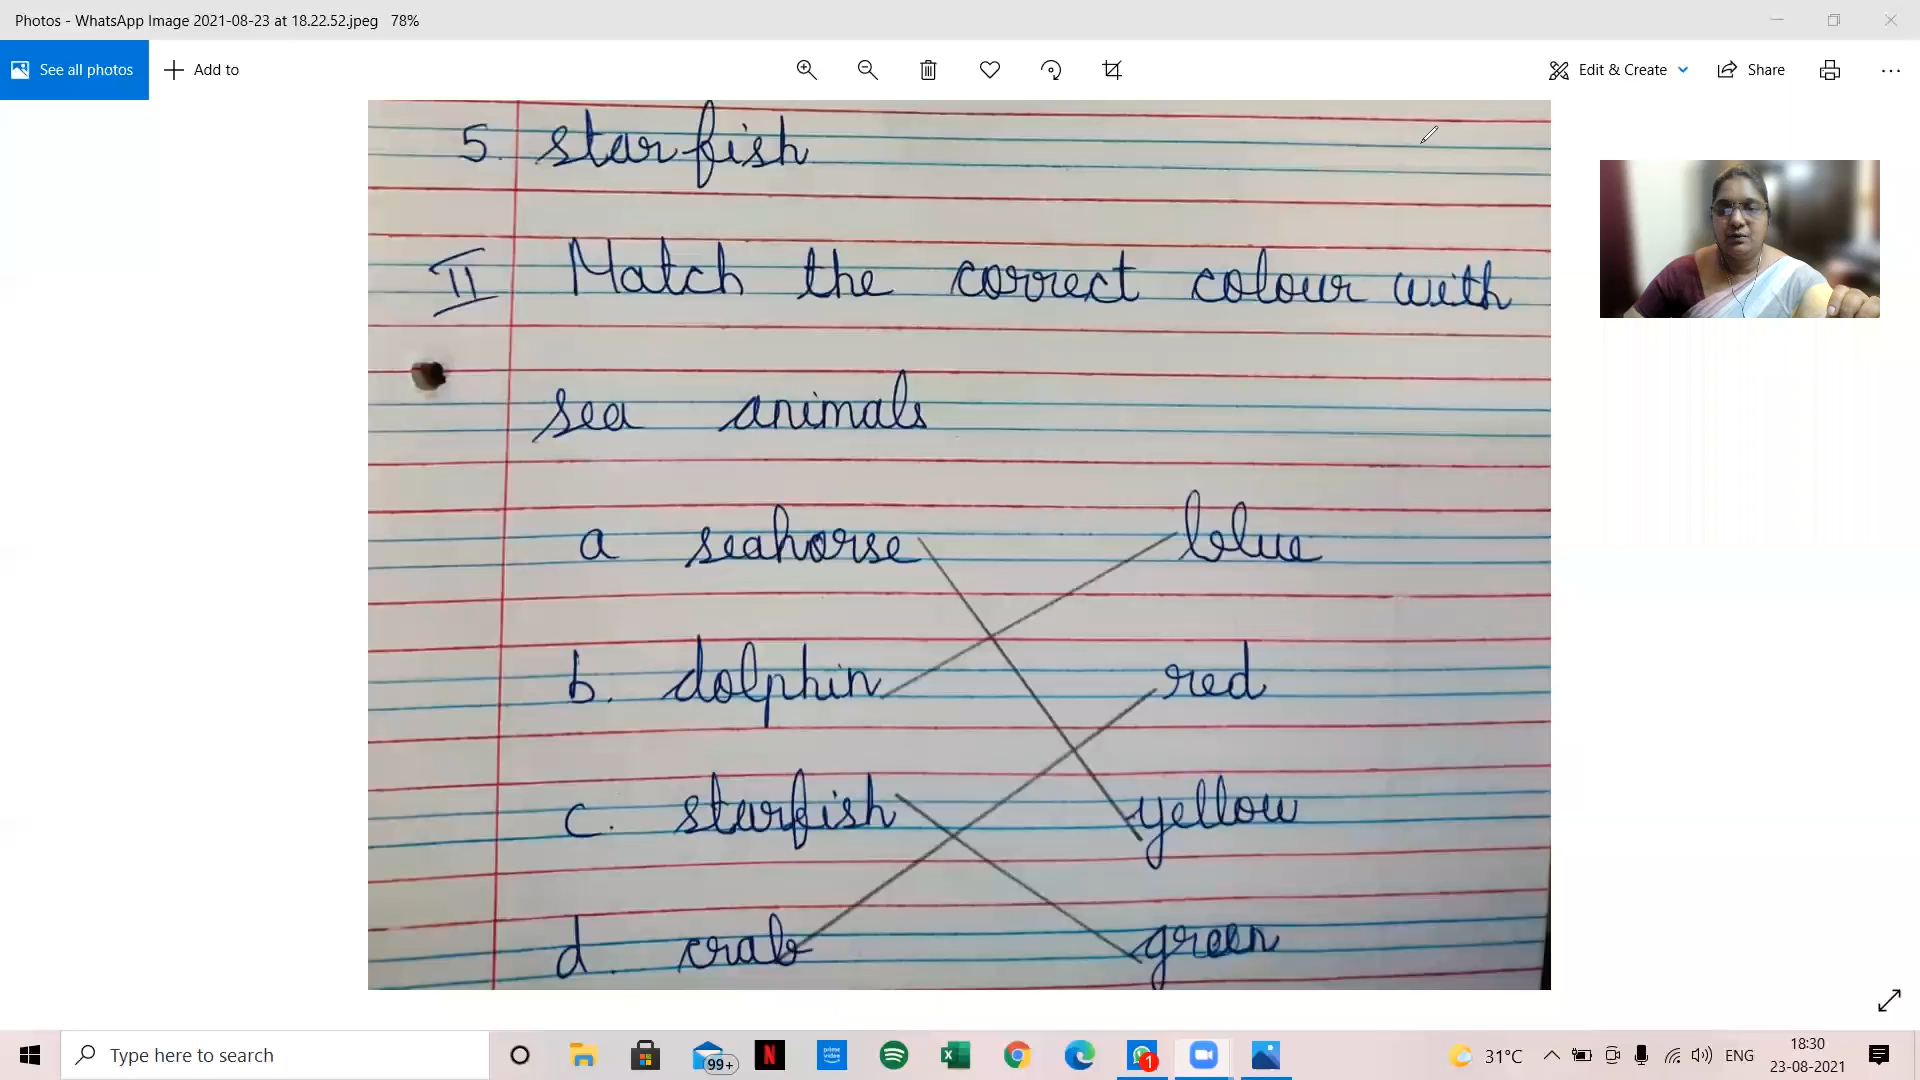 Photos - WhatsApp Image 2021-08-23 at 18.22.52.jpeg 78%
See all photos
Add to
Edit & Create
Share
5. starfish
II Match the correct colour with
sea animals
a seahorse blue
b. dolphin red
c. starfish yellow
d. crab green
Type here to search
99+
N
prime video
1
31°C
ENG
18:30
23-08-2021